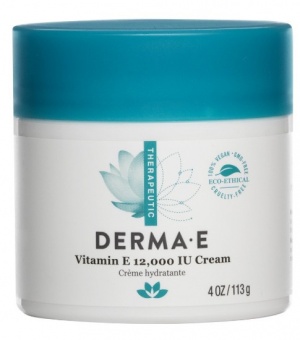 THERAPEUTIC
100% VEGAN • GMO-FREE
ECO-ETHICAL
CRUELTY-FREE
DERMA·E
Vitamin E 12,000 IU Cream
Crème hydratante
4 OZ/113g